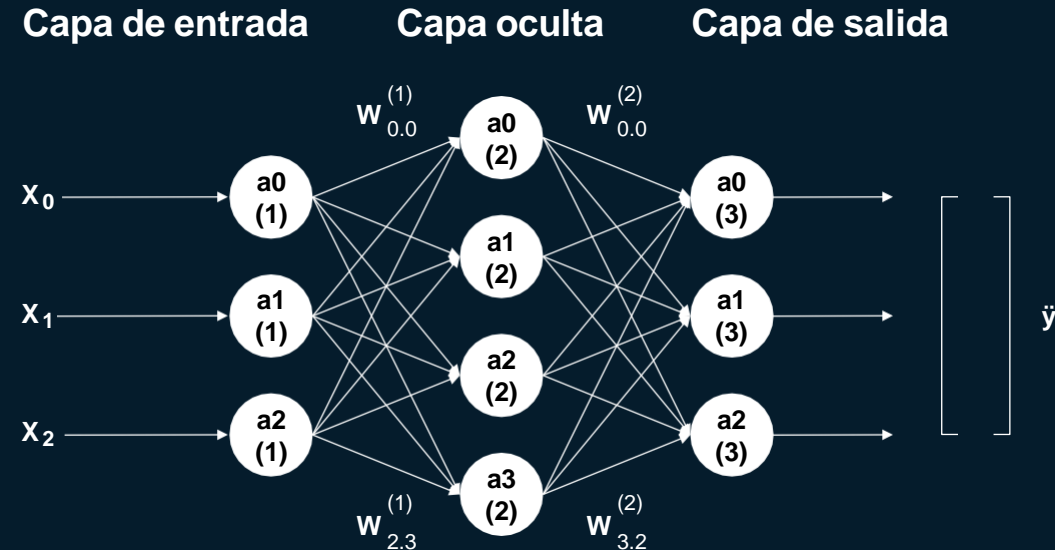 Capa de entrada Capa oculta Capa de salida
W (1) 0.0
W (2) 0.0
a0 (2)
X0
a0 (1)
a0 (3)
a1 (2)
X1
a1 (1)
a1 (3)
ÿ
a2 (2)
X2
a2 (1)
a2 (3)
a3 (2)
W (1) 2.3
W (2) 3.2